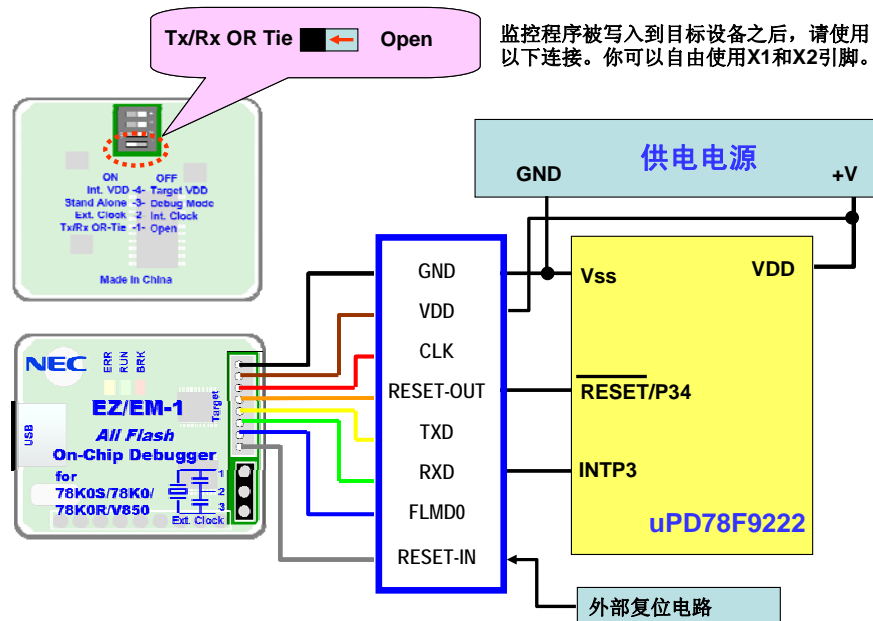 Tx/Rx OR Tie Open
监控程序被写入到目标设备之后，请使用
以下连接。你可以自由使用X1和X2引脚。
供电电源
GND
+V
ON OFF
Int. VDD -4- Target VDD
Stand Alone -3- Debug Mode
Ext. Clock -2- Int. Clock
Tx/Rx OR-Tie -1- Open
Made In China
GND
VDD
CLK
RESET-OUT
TXD
RXD
FLMD0
RESET-IN
Vss
VDD
RESET/P34
INTP3
uPD78F9222
NEC
ERR
RUN
BRK
Target
USB
EZ/EM-1
All Flash
On-Chip Debugger
for
78K0S/78K0/
78K0R/V850
1
2
3
Ext. Clock
外部复位电路